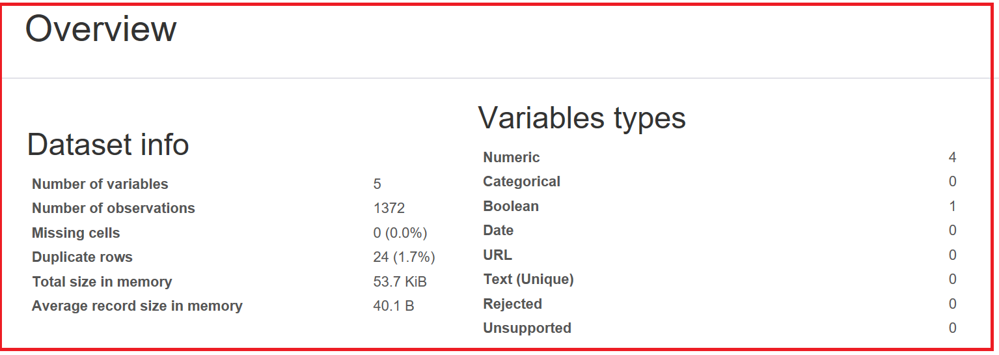 Overview
Dataset info
Number of variables 5
Number of observations 1372
Missing cells 0 (0.0%)
Duplicate rows 24 (1.7%)
Total size in memory 53.7 KiB
Average record size in memory 40.1 B
Variables types
Numeric 4
Categorical 0
Boolean 1
Date 0
URL 0
Text (Unique) 0
Rejected 0
Unsupported 0